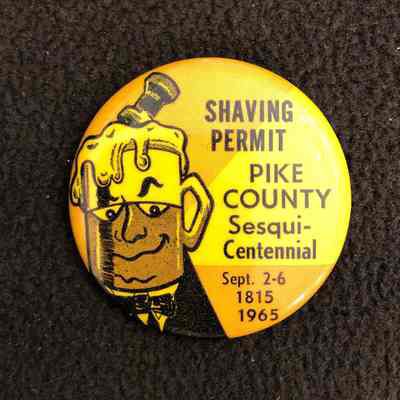 SHAVING
PERMIT
PIKE
COUNTY
Sesqui-
Centennial
Sept. 2-6
1815
1965